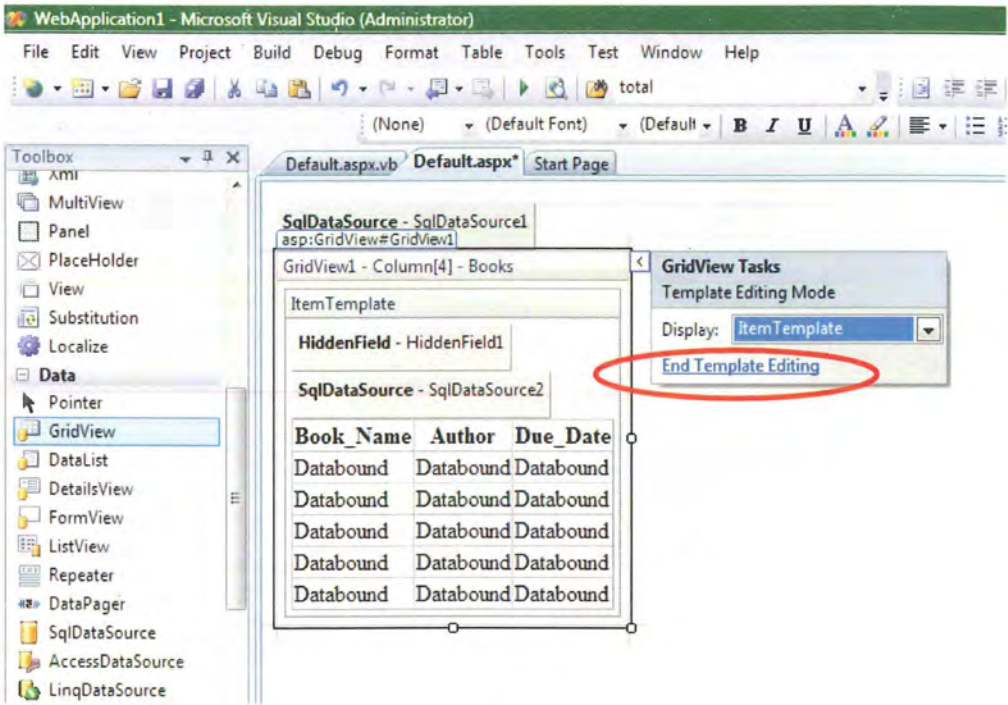 WebApplication1 - Microsoft Visual Studio (Administrator)
File Edit View Project Build Debug Format Table Tools Test Window Help
total
(None) (Default Font) (Default B I U A
Toolbox
Default.aspx.vb Default.aspx* Start Page
Xml
MultiView
Panel
PlaceHolder
View
Substitution
Localize
Data
Pointer
GridView
DataList
DetailsView
FormView
ListView
Repeater
DataPager
SqlDataSource
AccessDataSource
LinqDataSource
SqlDataSource - SqlDataSource1
asp:GridView#GridView1
GridView1 - Column[4] - Books
ItemTemplate
HiddenField - HiddenField1
SqlDataSource - SqlDataSource2
Book_Name Author Due_Date
Databound Databound Databound
Databound Databound Databound
Databound Databound Databound
Databound Databound Databound
Databound Databound Databound
GridView Tasks
Template Editing Mode
Display: ItemTemplate
End Template Editing